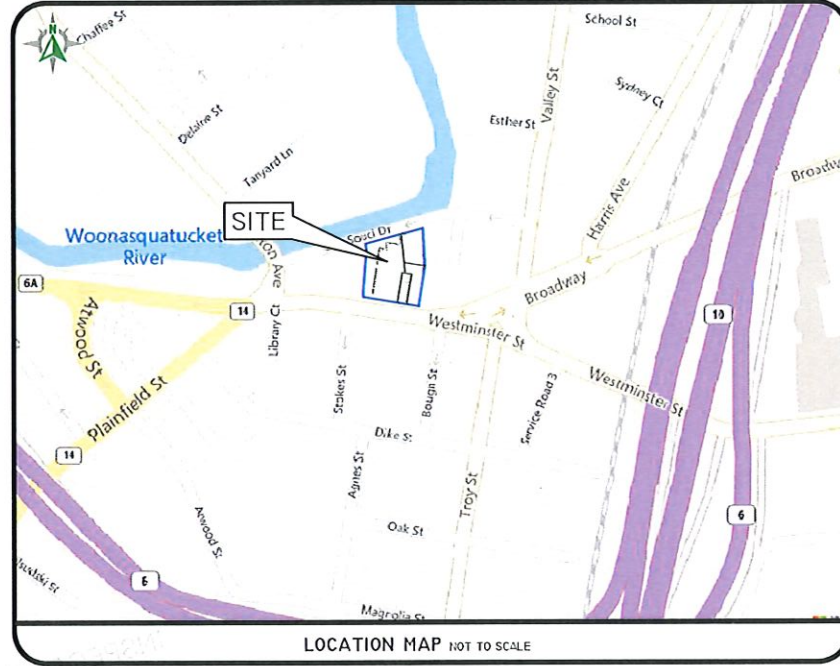 N
Chaffee St
School St
Valley St
Sydney Ct
Delaine St
Esther St
Tanyard Ln
Broadw
Harris Ave
SITE
Souci Dr
Woonasquatucket
River
ton Ave
6A
14
Broadway
10
Atwood St
Library Ct
Westminster St
Westminster St
Stokes St
Bough St
Service Road 3
Plainfield St
Dike St
14
Agnes St
Troy St
Atwood St
Oak St
6
6
Magnolia St
LOCATION MAP NOT TO SCALE